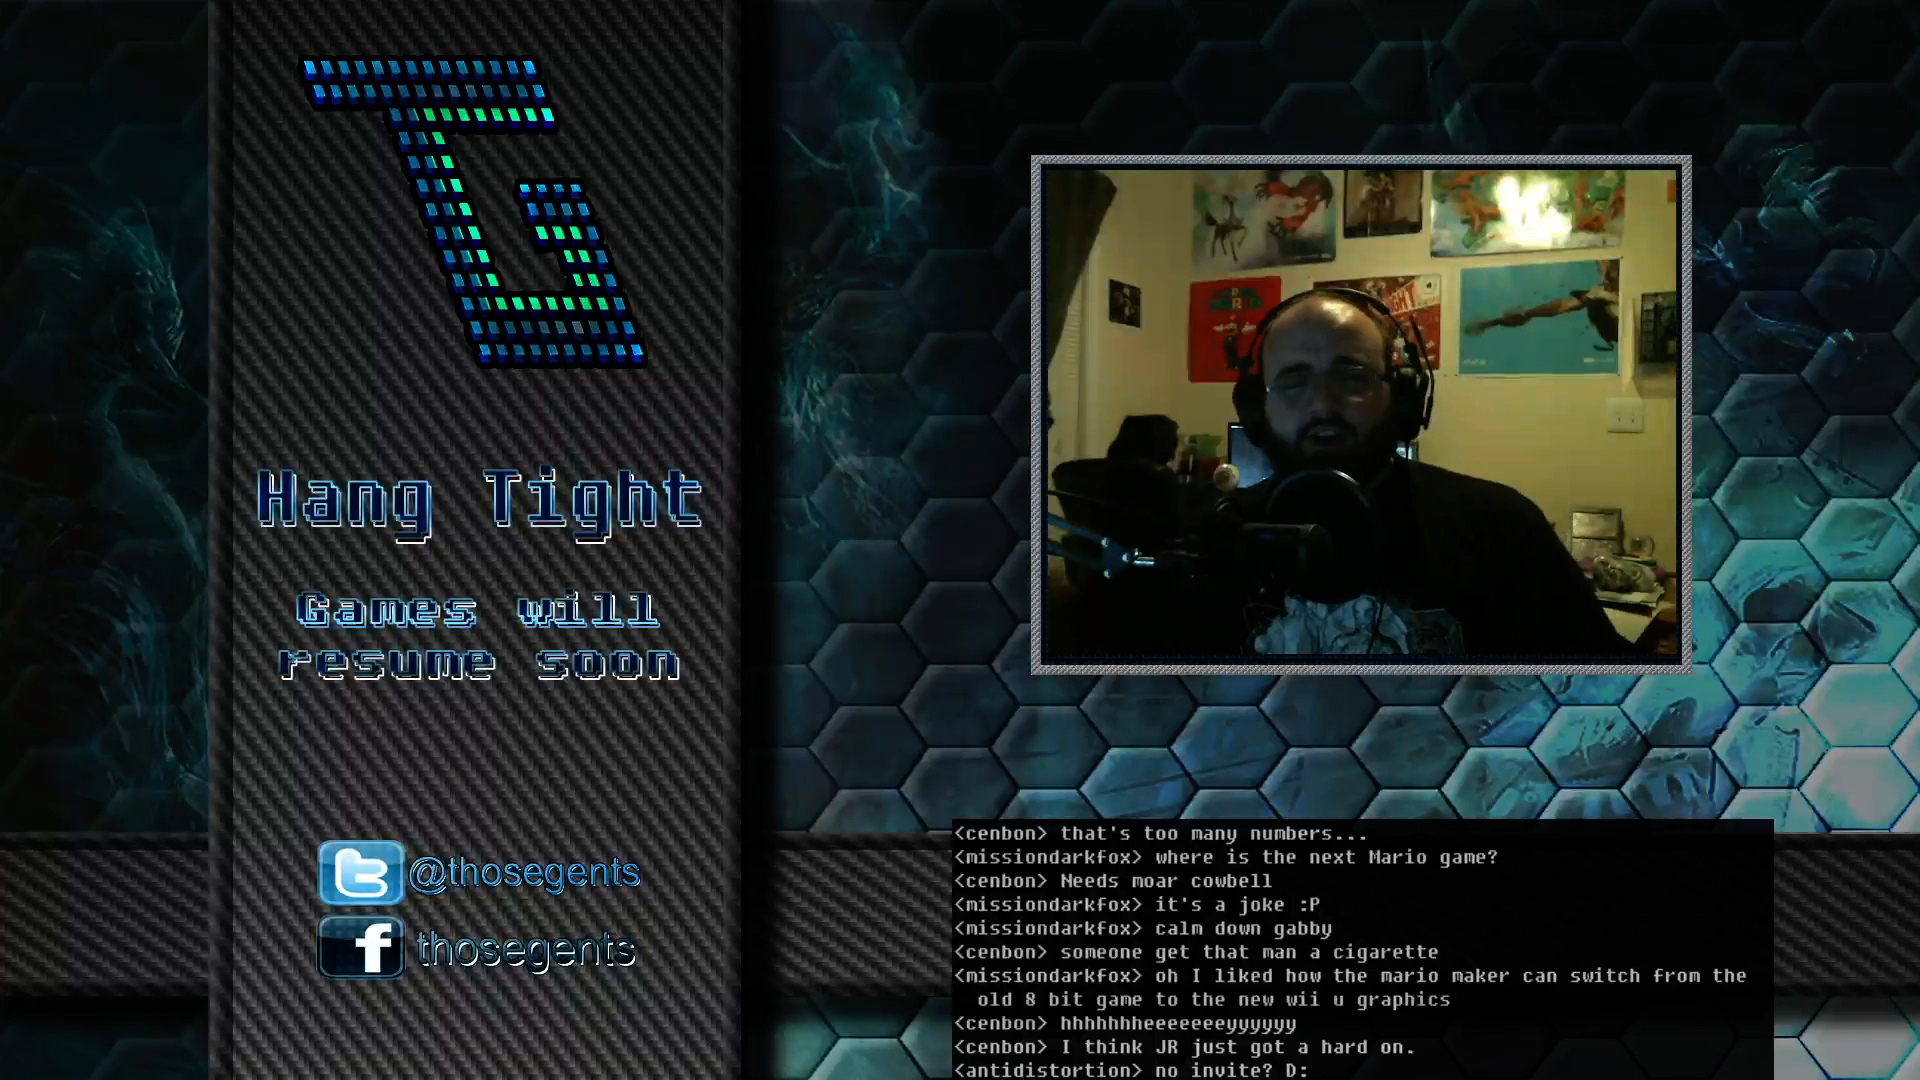 TG
Hang Tight
Games will
resume soon
@thosegents
thosegents
<cenbon> that's too many numbers...
<missiondarkfox> where is the next Mario game?
<cenbon> Needs moar cowbell
<missiondarkfox> it's a joke :P
<missiondarkfox> calm down gabby
<cenbon> someone get that man a cigarette
<missiondarkfox> oh I liked how the mario maker can switch from the
old 8 bit game to the new wii u graphics
<cenbon> hhhhhhheeeeeeeyyyyyy
<cenbon> I think JR just got a hard on.
<antidistortion> no invite? D: